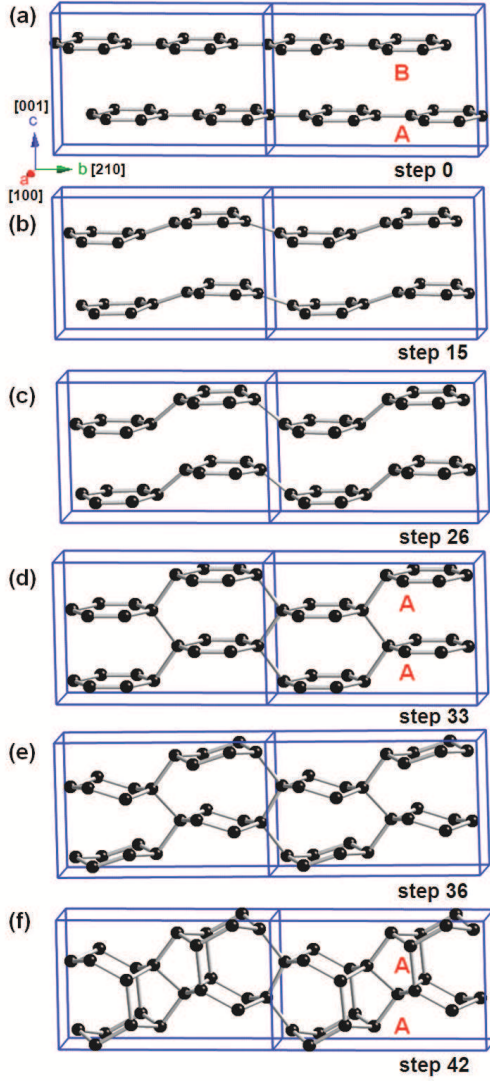 (a)
B
[001]
c
A
a
b [210]
step 0
[100]
(b)
step 15
(c)
step 26
(d)
A
A
step 33
(e)
step 36
(f)
A
A
step 42